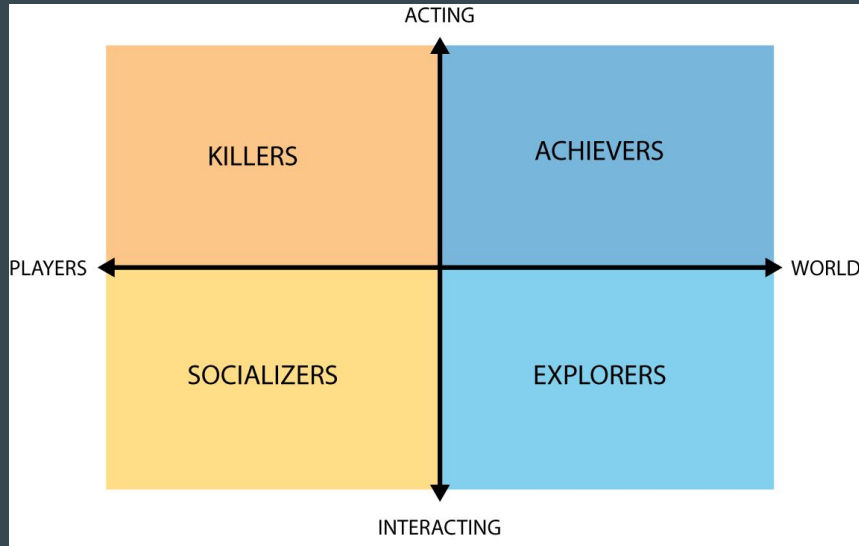 ACTING
KILLERS
ACHIEVERS
PLAYERS
WORLD
SOCIALIZERS
EXPLORERS
INTERACTING